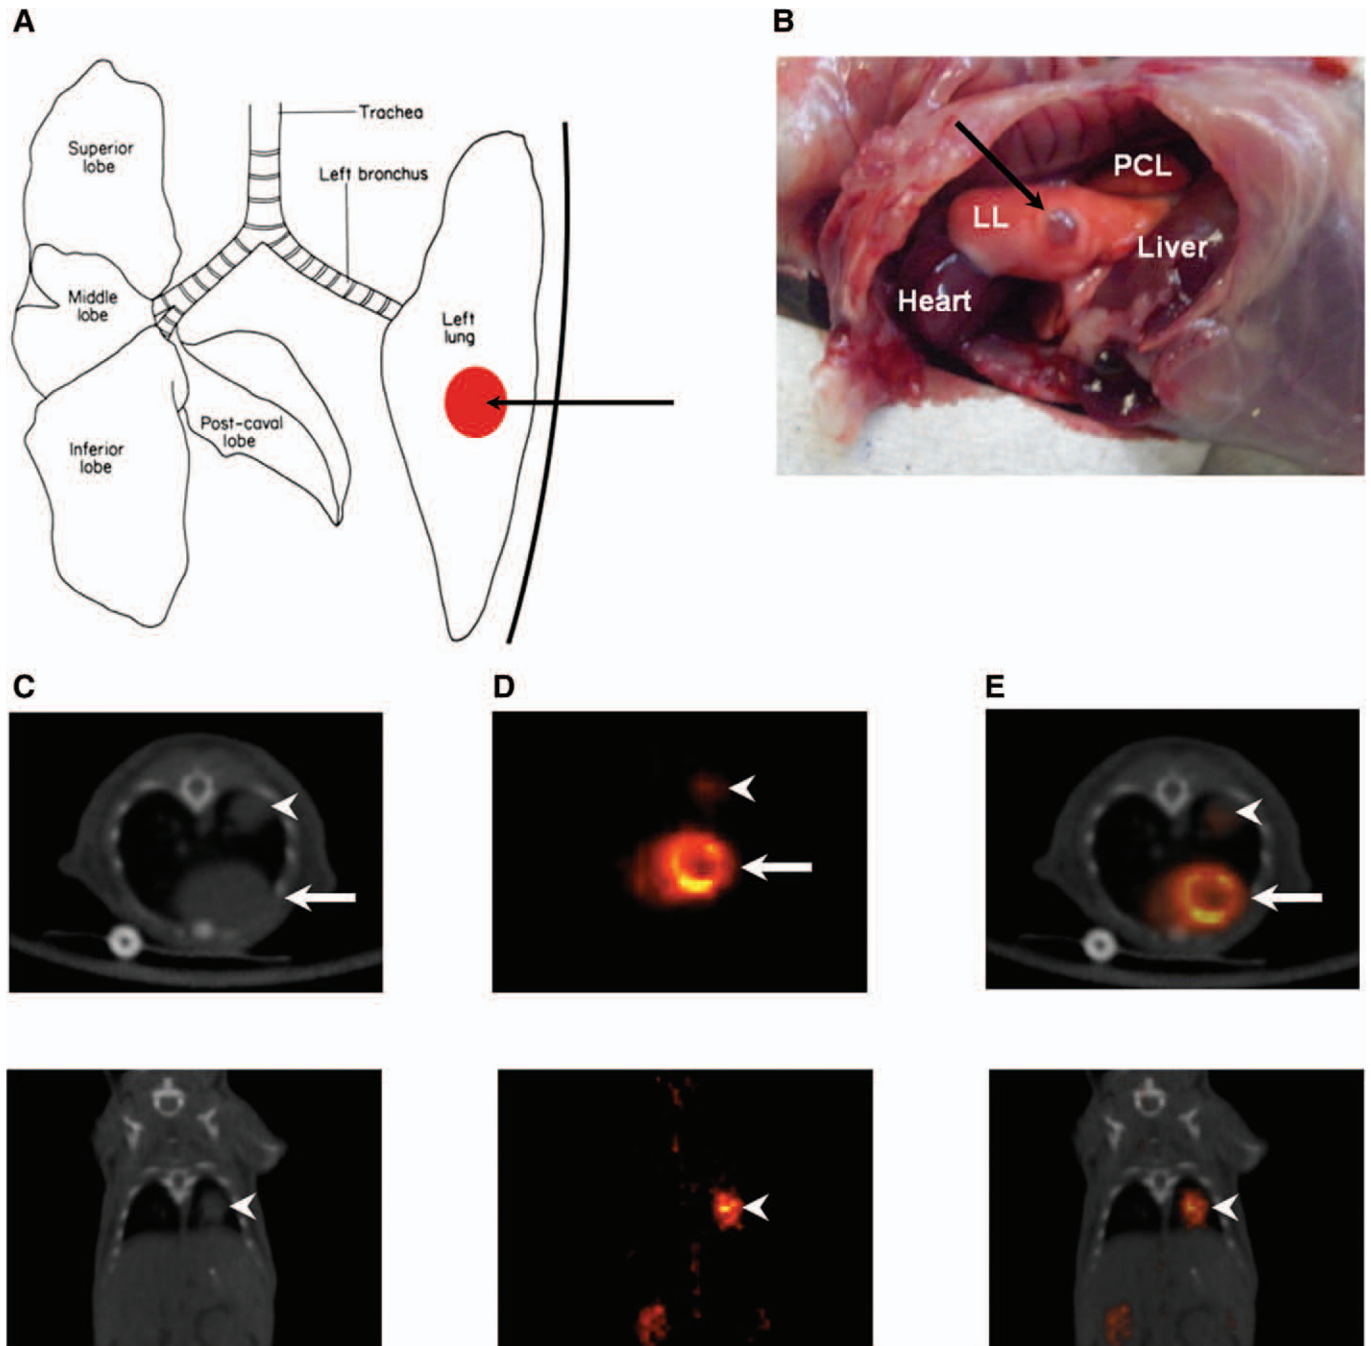 A
Trachea
Superior
lobe
Left bronchus
Middle
lobe
Left
lung
Post-caval
lobe
Inferior
lobe
B
PCL
LL
Liver
Heart
C
D
E